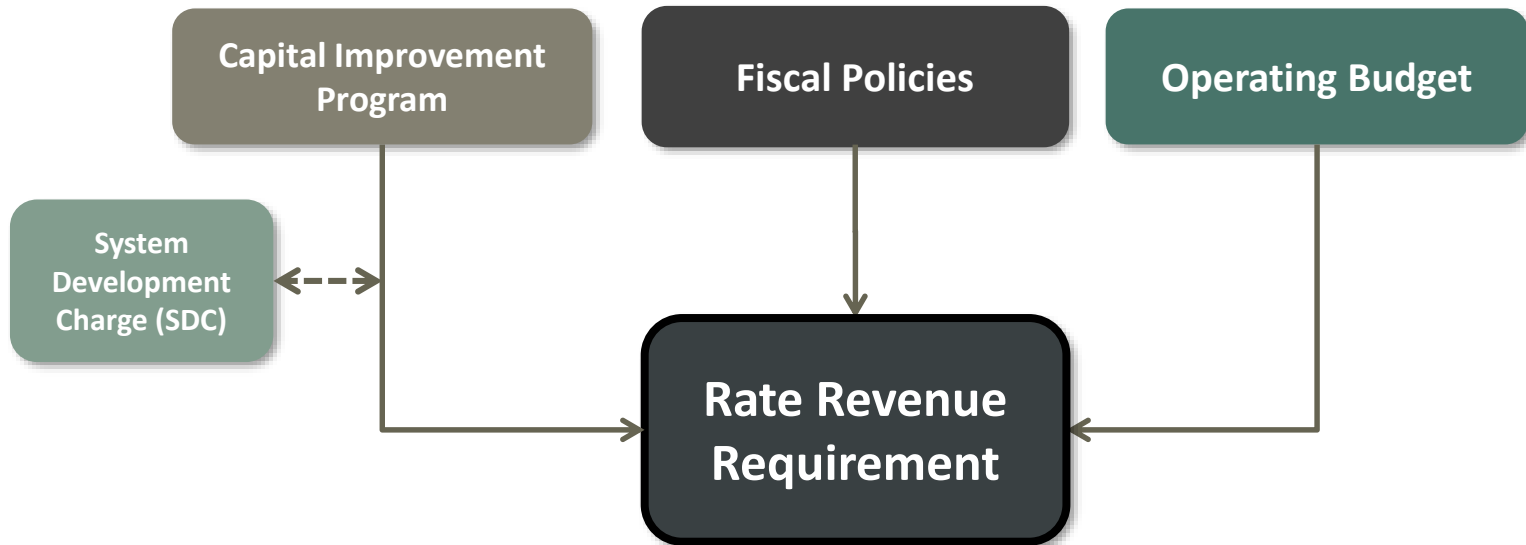 Capital Improvement
Program
Fiscal Policies
Operating Budget
System
Development
Charge (SDC)
Rate Revenue
Requirement